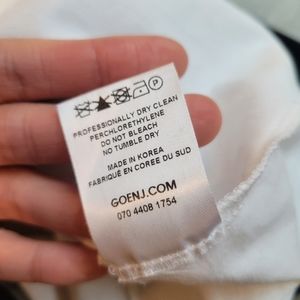 PROFESSIONALLY DRY CLEAN
PERCHLORETHYLENE
DO NOT BLEACH
NO TUMBLE DRY
MADE IN KOREA
FABRIQUÉ EN COREE DU SUD
GOENJ.COM
070 4408 1754